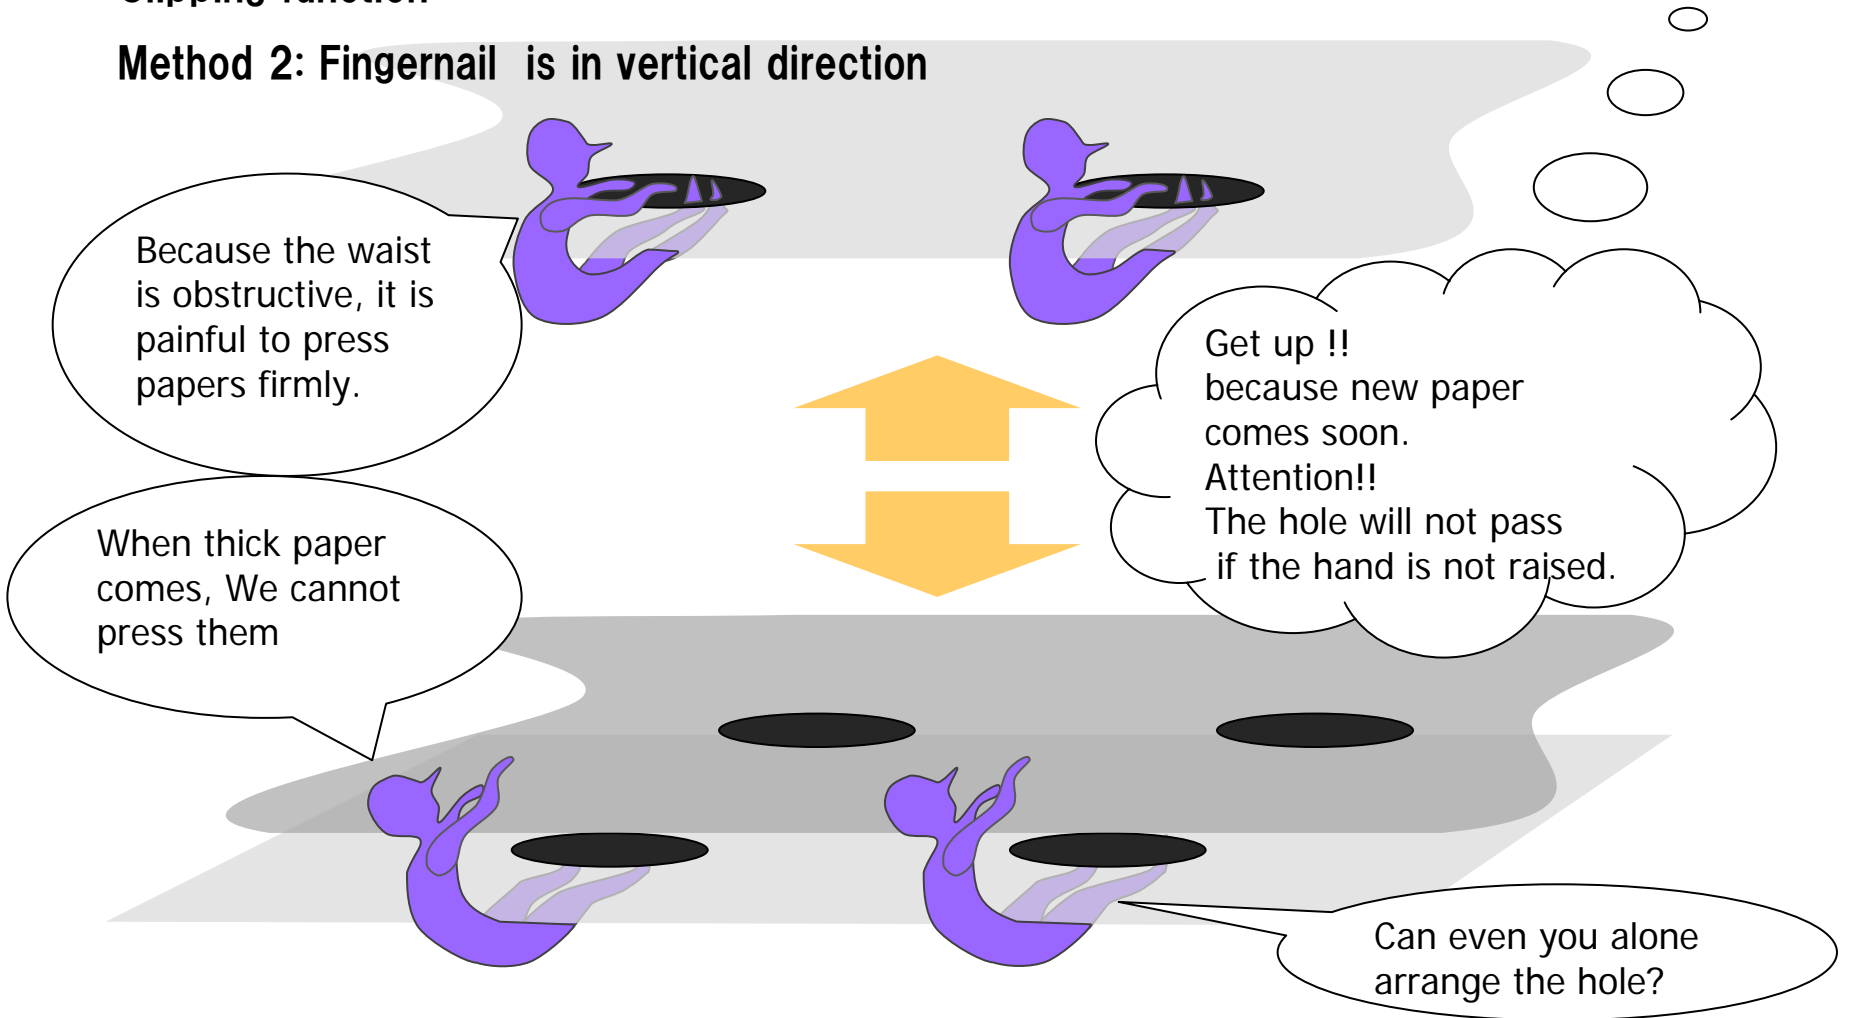 Clipping function
Method 2: Fingernail is in vertical direction
Because the waist
is obstructive, it is
painful to press
papers firmly.
Get up !!
because new paper
comes soon.
Attention!!
The hole will not pass
if the hand is not raised.
When thick paper
comes, We cannot
press them
Can even you alone
arrange the hole?